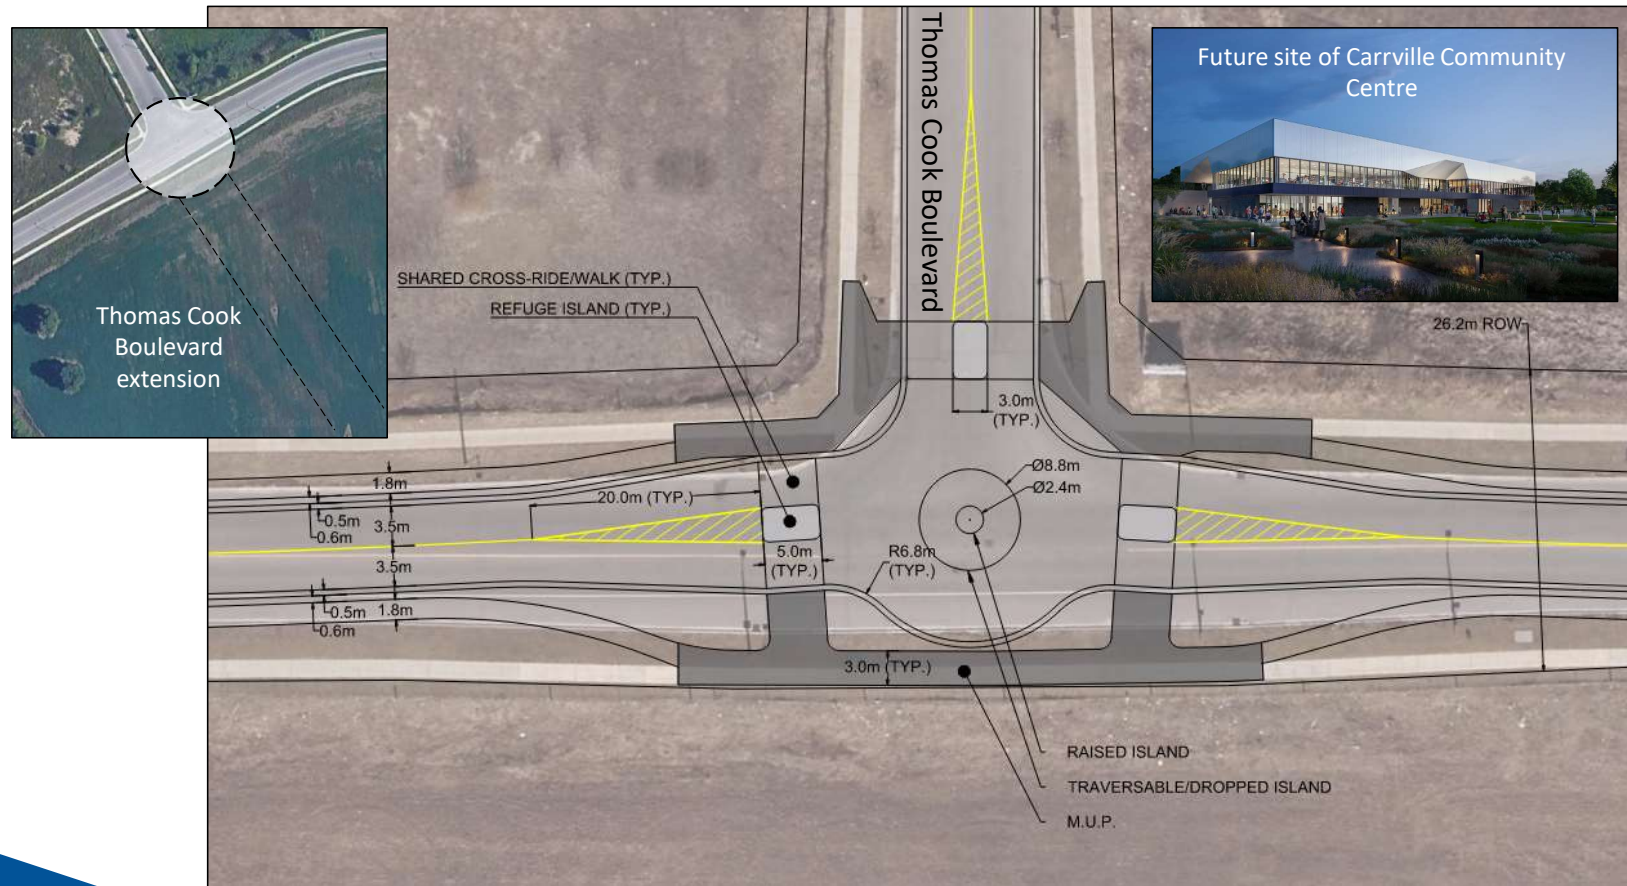 Thomas Cook Boulevard
Future site of Carrville Community
Centre
Thomas Cook
Boulevard
extension
SHARED CROSS-RIDE/WALK (TYP.)
REFUGE ISLAND (TYP.)
26.2m ROW
3.0m
(TYP.)
Ø8.8m
Ø2.4m
1.8m
20.0m (TYP.)
0.5m
3.5m
0.6m
3.5m
5.0m
(TYP.)
R6.8m
(TYP.)
0.5m
1.8m
0.6m
3.0m (TYP.)
RAISED ISLAND
TRAVERSABLE/DROPPED ISLAND
M.U.P.